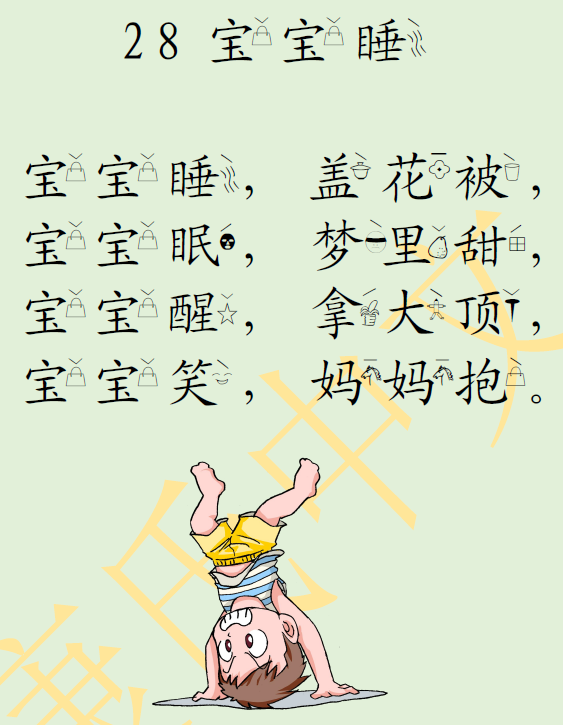 28 宝宝睡
宝宝睡， 盖花被，
宝宝眠， 梦里甜，
宝宝醒， 拿大顶，
宝宝笑， 妈妈抱。